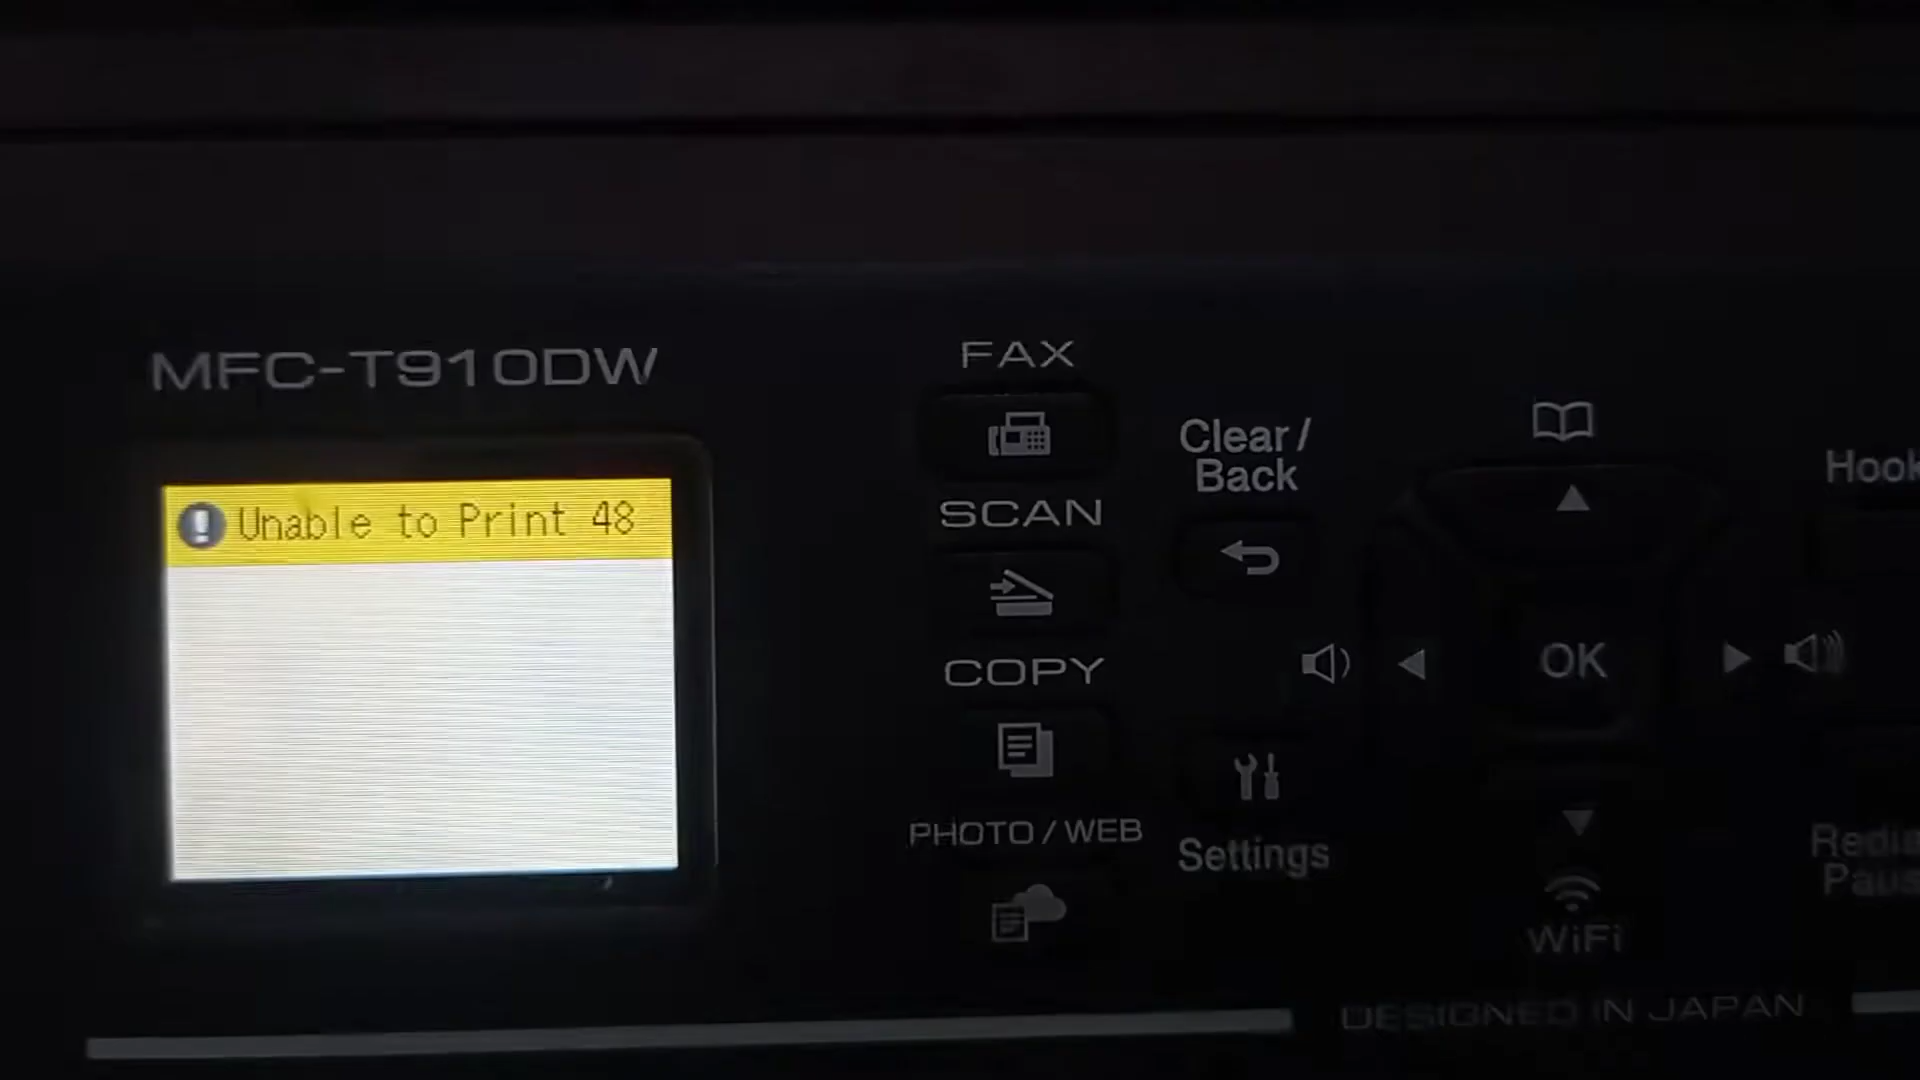 MFC-T910DW
Unable to Print 48
FAX
SCAN
COPY
PHOTO / WEB
Clear /
Back
Settings
OK
WiFi
Hook
DESIGNED IN JAPAN